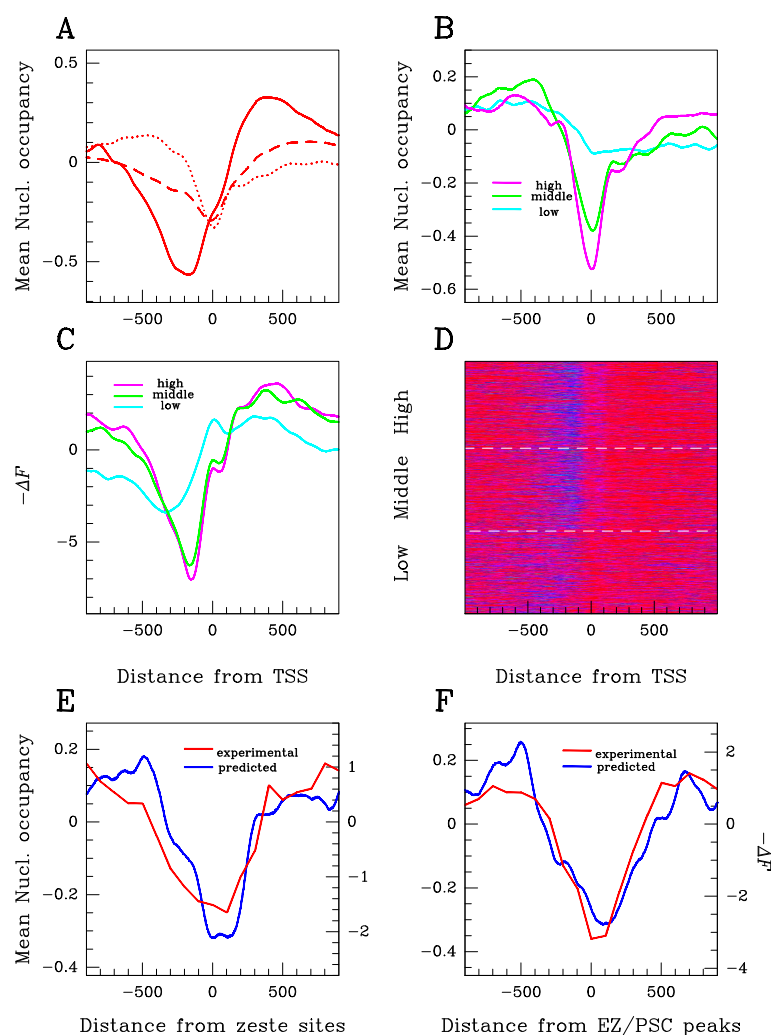 A
B
Mean Nucl. occupancy
0.5
0
−0.5
−500
0
500
Mean Nucl. occupancy
0.2
0
−0.2
−0.4
−0.6
high
middle
low
−500
0
500
C
D
−ΔF
0
−5
high
middle
low
−500
0
500
Distance from TSS
High
Middle
Low
−500
0
500
Distance from TSS
E
F
Mean Nucl. occupancy
0.2
0
−0.2
−0.4
experimental
predicted
1
0
−1
−2
−500
0
500
Distance from zeste sites
0.2
0
−0.2
−0.4
experimental
predicted
2
0
−2
−4
−ΔF
−500
0
500
Distance from EZ/PSC peaks